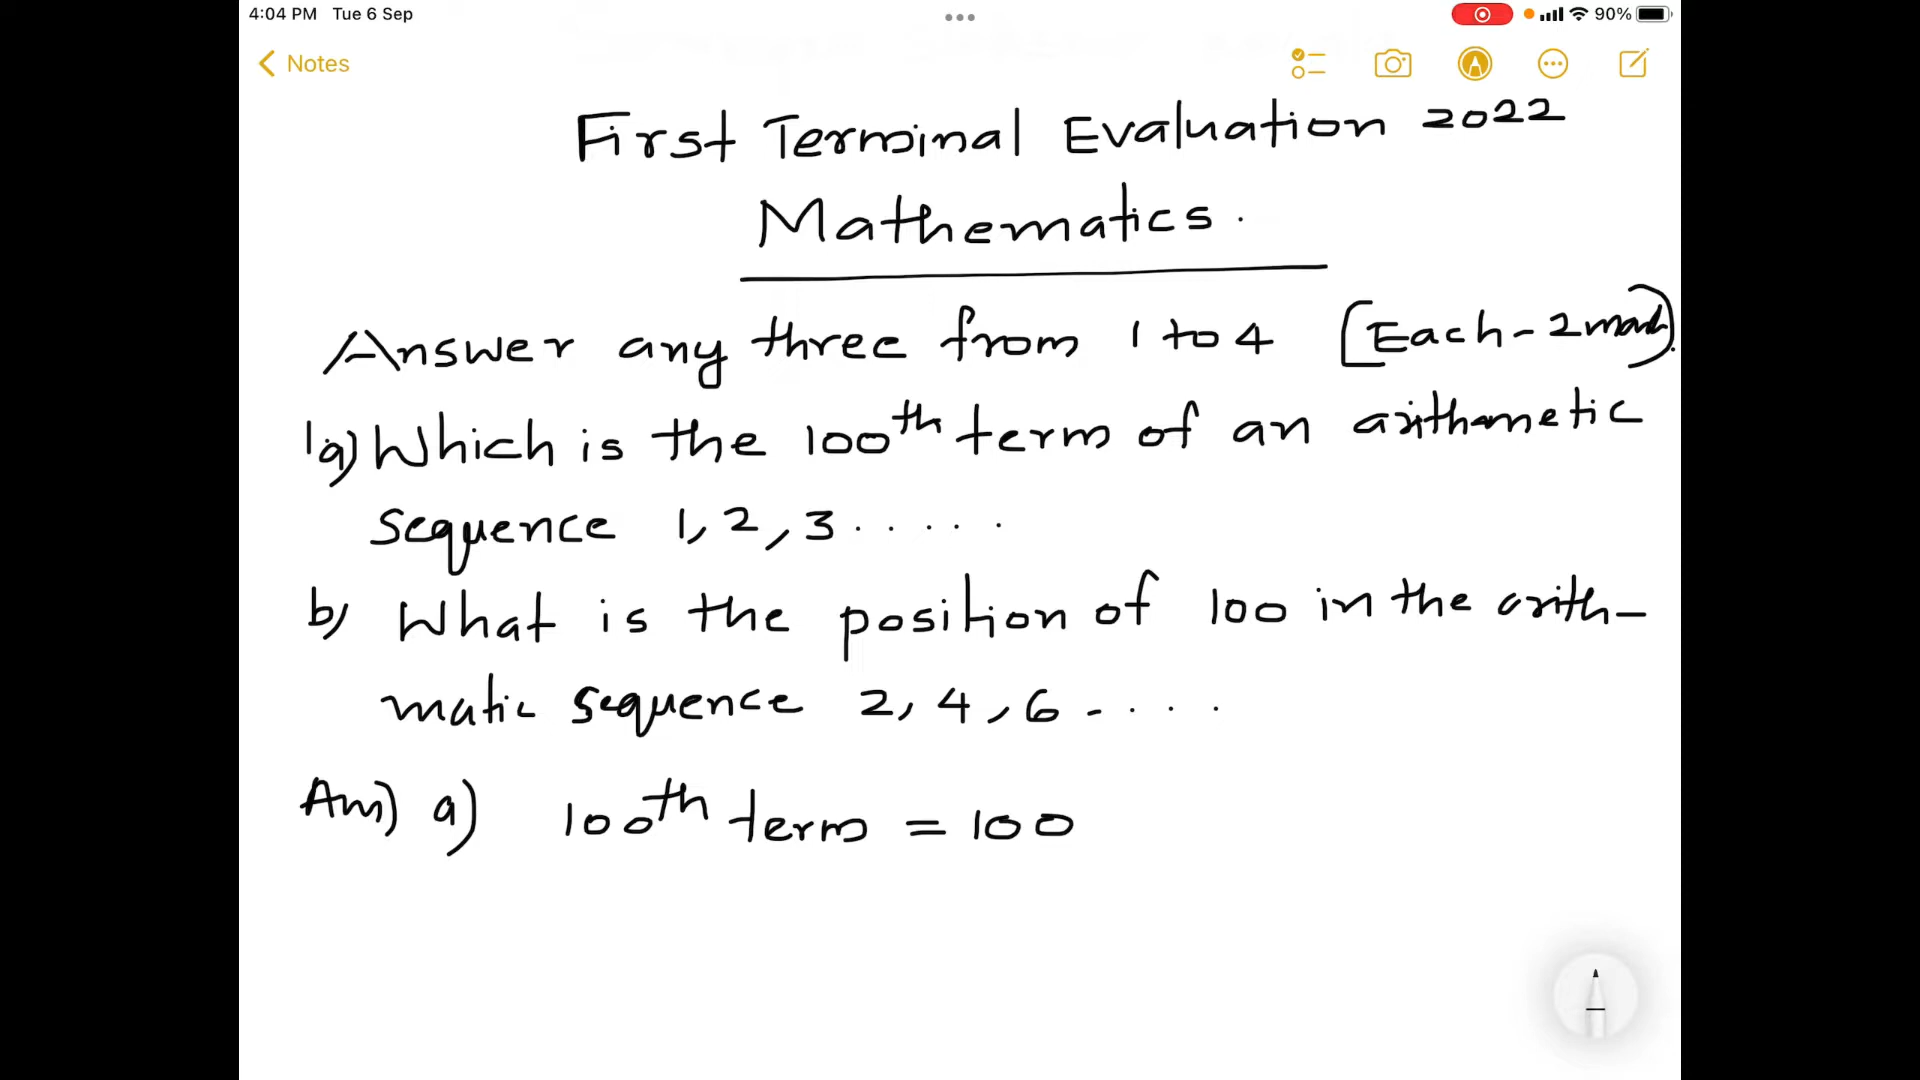 4:04 PM Tue 6 Sep
90%
Notes
First Terminal Evaluation 2022
Mathematics.
Answer any three from 1 to 4 [Each-2mark).
1a) Which is the 100th term of an arithametic
sequence 1, 2, 3 .....
b) What is the position of 100 in the arith-
matic sequence 2, 4, 6 - ...
Ans) a) 100th term = 100